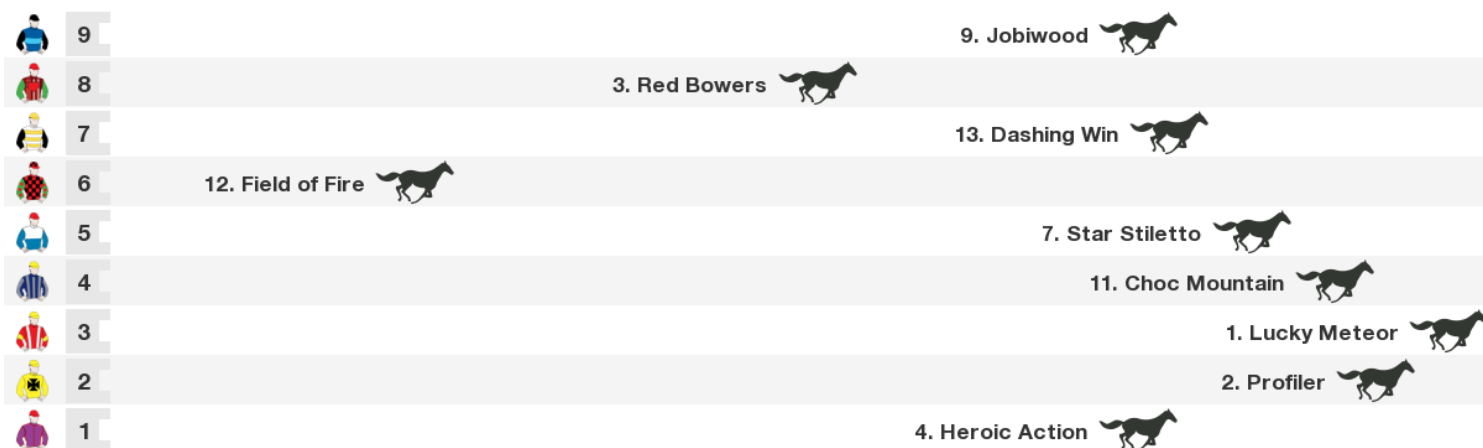 9 9. Jobiwood
8 3. Red Bowers
7 13. Dashing Win
6 12. Field of Fire
5 7. Star Stiletto
4 11. Choc Mountain
3 1. Lucky Meteor
2 2. Profiler
1 4. Heroic Action